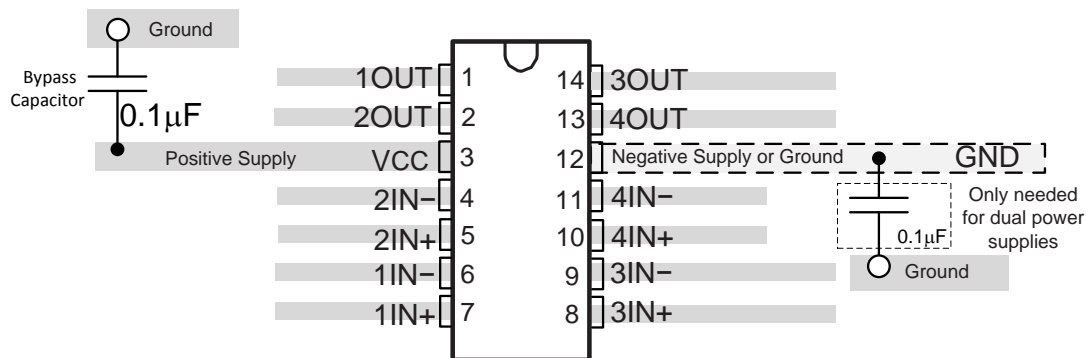 Ground
Bypass
Capacitor
0.1μF
Positive Supply
VCC
1OUT 1
2OUT 2
3
2IN− 4
2IN+ 5
1IN− 6
1IN+ 7
14 3OUT
13 4OUT
12 Negative Supply or Ground GND
11 4IN−
10 4IN+
9 3IN−
8 3IN+
Only needed
for dual power
supplies
0.1μF
Ground